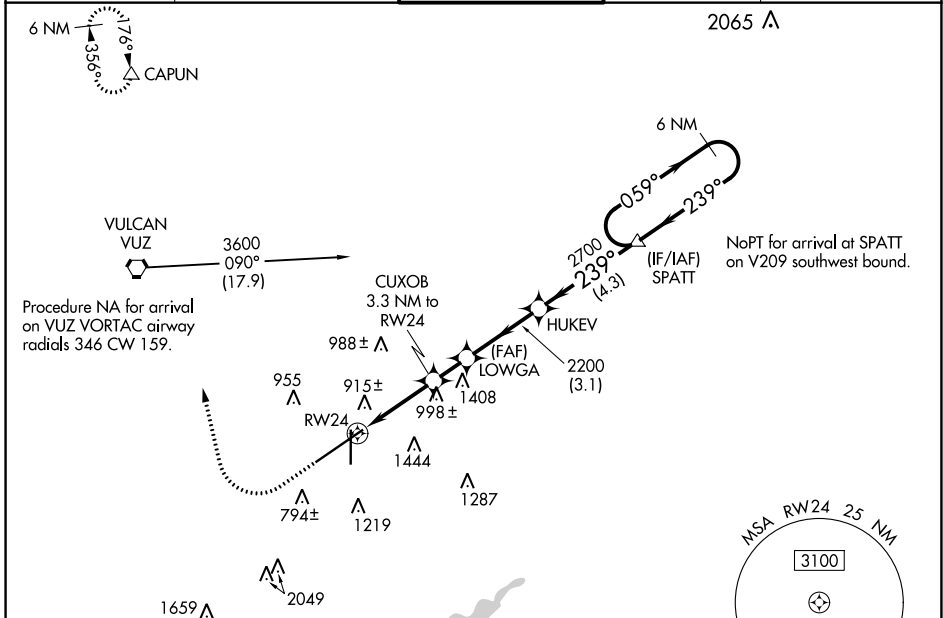 2065
6 NM
176°
356°
CAPUN
6 NM
059°
239°
VULCAN
VUZ
3600
090°
(17.9)
2700
239°
(4.3)
(IF/IAF)
SPATT
NoPT for arrival at SPATT
on V209 southwest bound.
Procedure NA for arrival
on VUZ VORTAC airway
radials 346 CW 159.
CUXOB
3.3 NM to
RW24
HUKEV
988±
(FAF)
LOWGA
2200
(3.1)
955
915±
998±
1408
RW24
1444
1287
794±
1219
2049
1659
MSA RW24 25 NM
3100